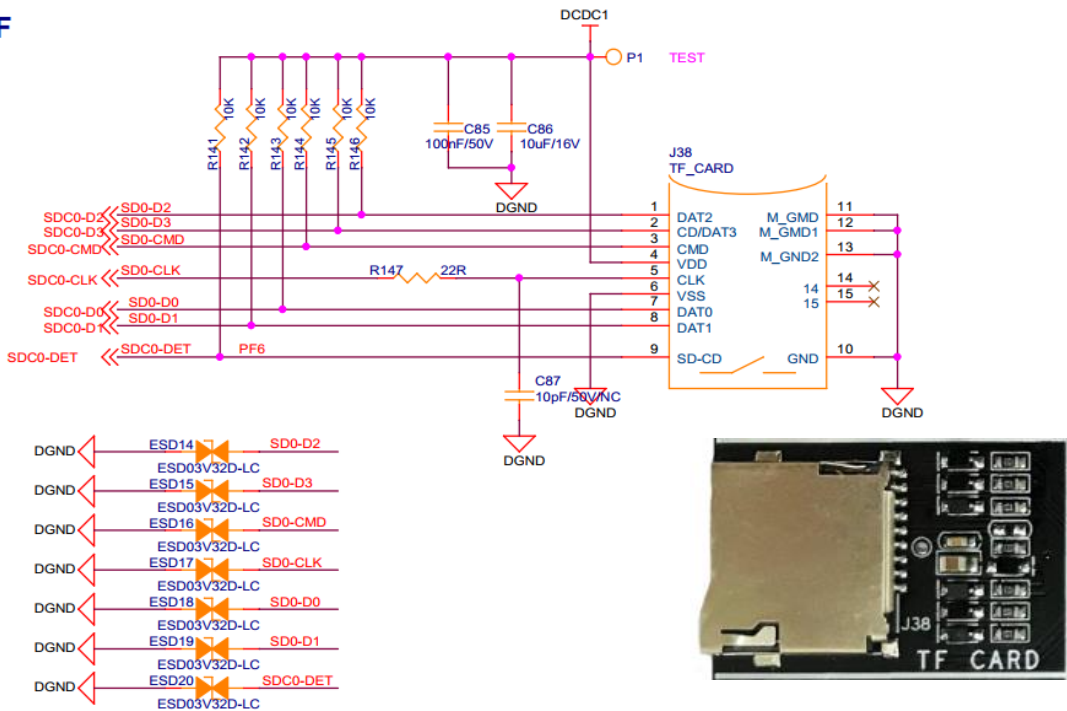 F
DCDC1
P1
TEST
10K
10K
10K
10K
10K
10K
R141
R142
R143
R144
R145
R146
C85
100nF/50V
C86
10uF/16V
DGND
J38
TF_CARD
SDC0-D2
SD0-D2
SDC0-D3
SD0-D3
SDC0-CMD
SD0-CMD
SDC0-CLK
SD0-CLK
R147
22R
SDC0-D0
SD0-D0
SDC0-D1
SD0-D1
SDC0-DET
SDC0-DET
PF6
1
DAT2
2
CD/DAT3
3
CMD
4
VDD
5
CLK
6
VSS
7
DAT0
8
DAT1
9
SD-CD
M_GMD
11
M_GMD1
12
M_GND2
13
14
14
15
15
GND
10
C87
10pF/50V/NC
DGND
DGND
DGND
DGND
ESD14
SD0-D2
ESD03V32D-LC
DGND
ESD15
SD0-D3
ESD03V32D-LC
DGND
ESD16
SD0-CMD
ESD03V32D-LC
DGND
ESD17
SD0-CLK
ESD03V32D-LC
DGND
ESD18
SD0-D0
ESD03V32D-LC
DGND
ESD19
SD0-D1
ESD03V32D-LC
DGND
ESD20
SDC0-DET
ESD03V32D-LC
J38
TF CARD